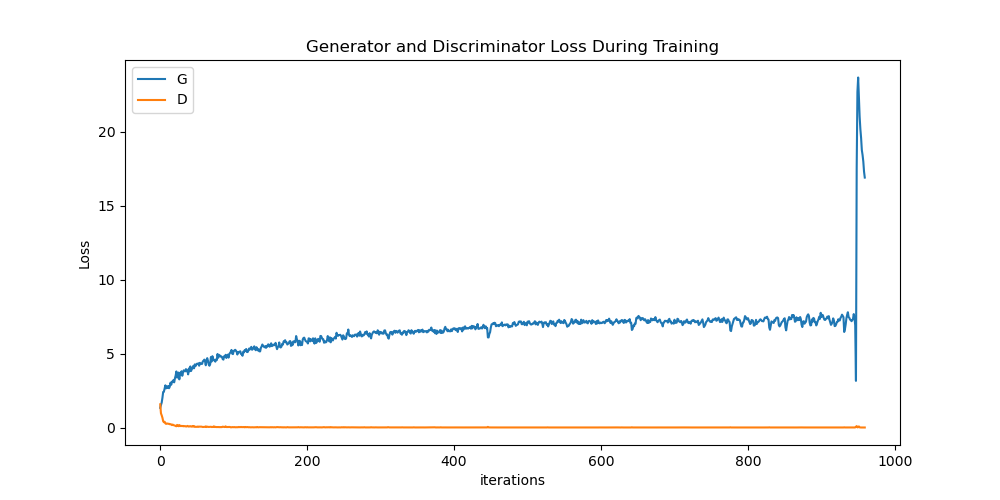 Generator and Discriminator Loss During Training
G
D
20
15
10
5
0
Loss
0 200 400 600 800 1000
iterations